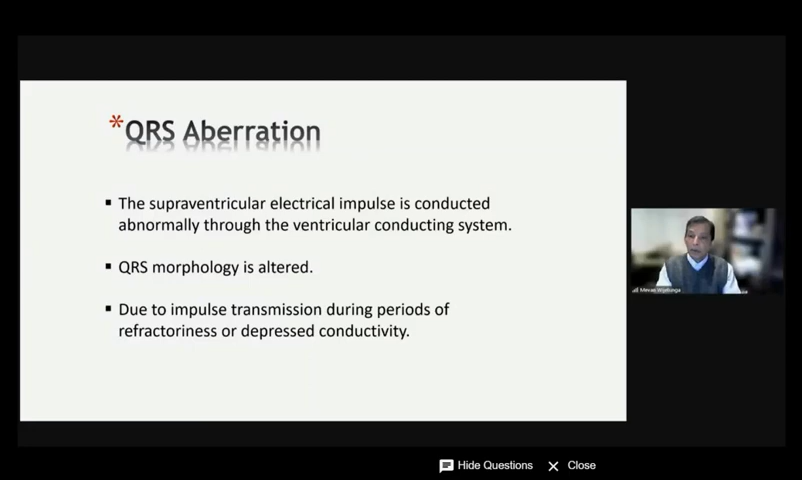 *QRS Aberration
▪ The supraventricular electrical impulse is conducted
abnormally through the ventricular conducting system.
▪ QRS morphology is altered.
▪ Due to impulse transmission during periods of
refractoriness or depressed conductivity.
Hide Questions
Close